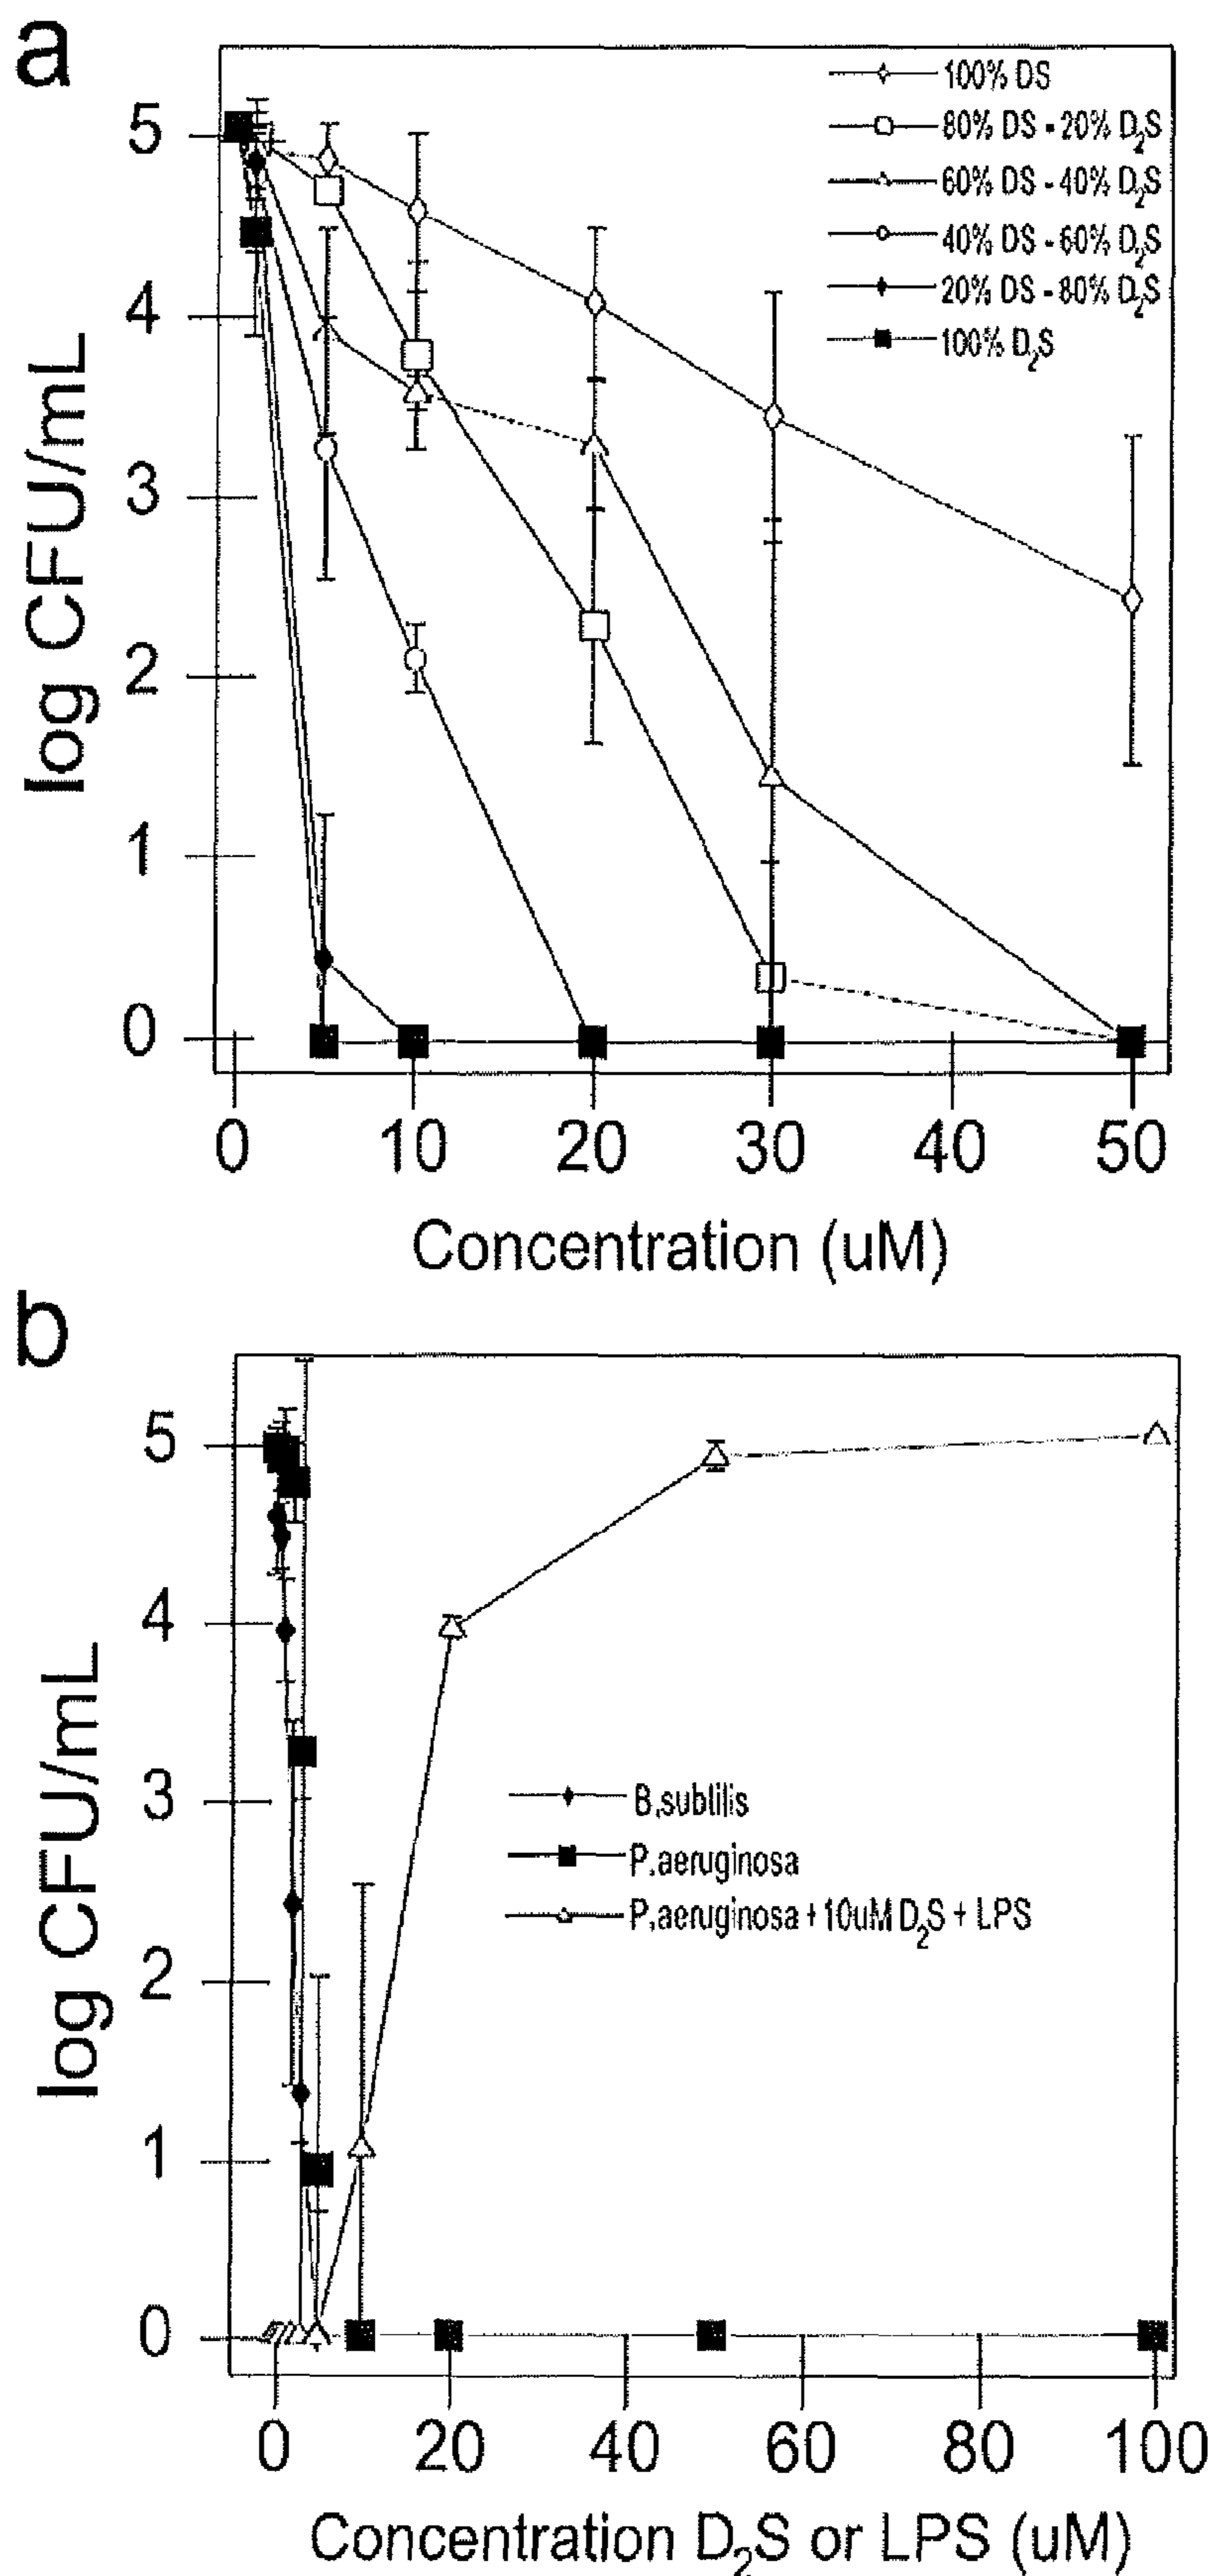 a
100% DS
80% DS - 20% D₂S
60% DS - 40% D₂S
40% DS - 60% D₂S
20% DS - 80% D₂S
100% D₂S
5
4
3
2
1
0
log CFU/mL
0 10 20 30 40 50
Concentration (uM)
b
5
4
3
2
1
0
log CFU/mL
B.sublilis
P.aeruginosa
P.aeruginosa + 10uM D₂S + LPS
0 20 40 60 80 100
Concentration D₂S or LPS (uM)